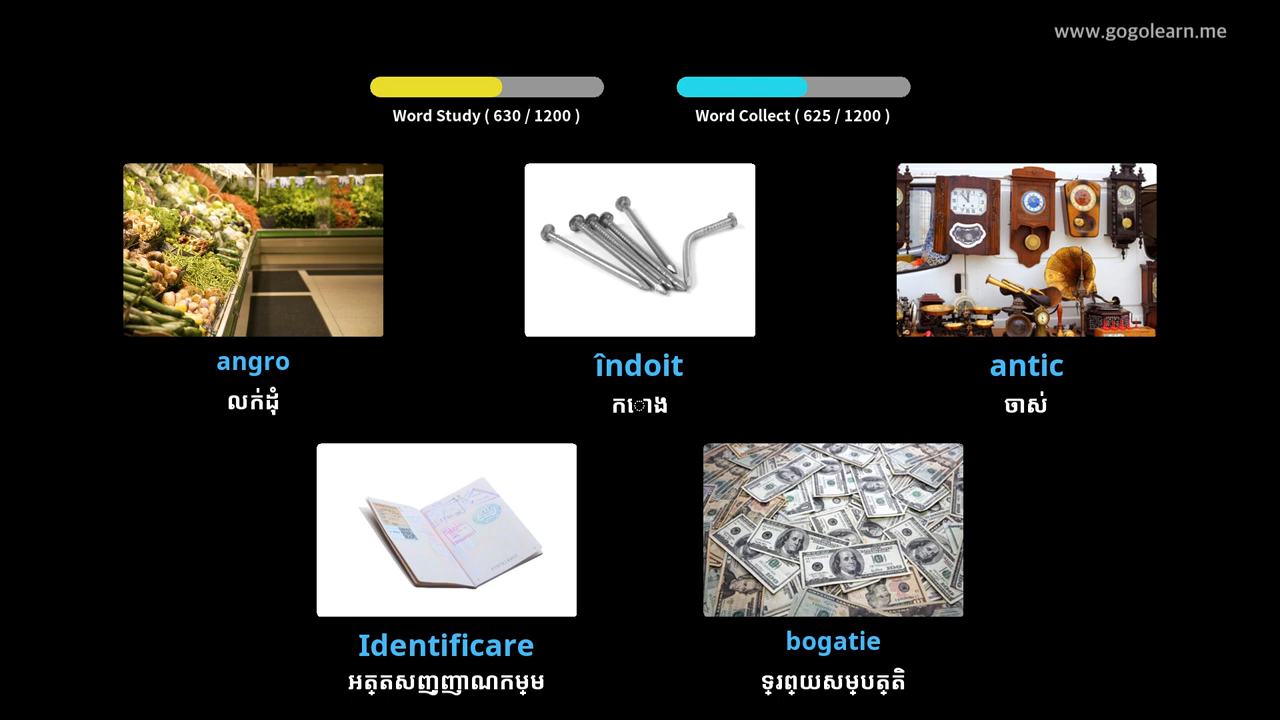 www.gogolearn.me
Word Study ( 630 / 1200 )
Word Collect ( 625 / 1200 )
angro
លក់ដុំ
îndoit
កោង
antic
ចាស់
Identificare
អត្តសញ្ញាណកម្ម
bogatie
ទ្រព្យសម្បត្តិ